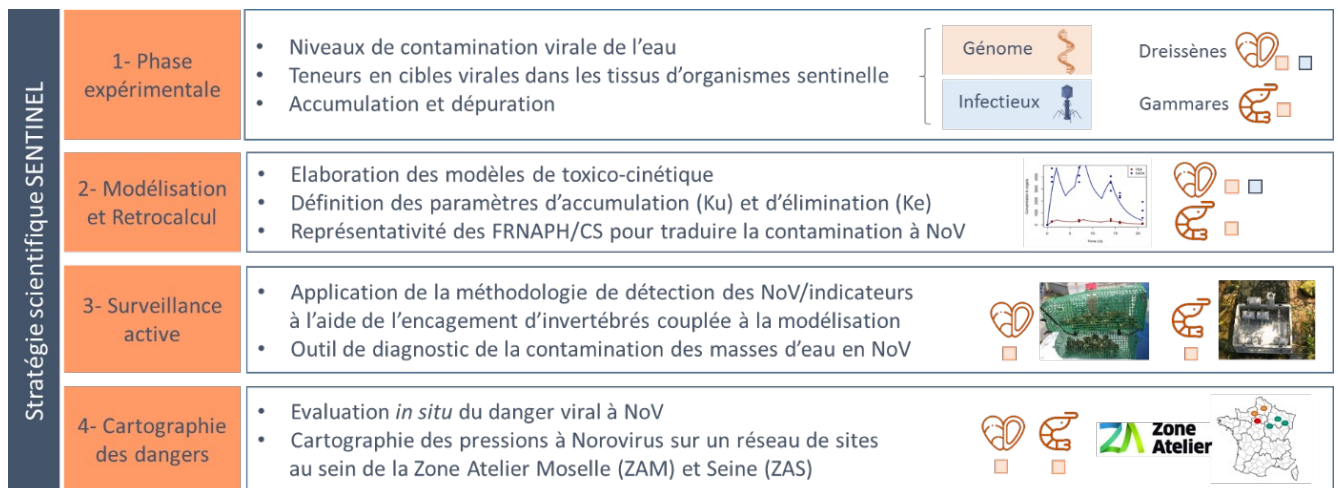 Stratégie scientifique SENTINEL
1- Phase
expérimentale
• Niveaux de contamination virale de l'eau
• Teneurs en cibles virales dans les tissus d'organismes sentinelle
• Accumulation et dépuration
Génome
Infectieux
Dreissènes
Gammares
2- Modélisation
et Retrocalcul
• Elaboration des modèles de toxico-cinétique
• Définition des paramètres d'accumulation (Ku) et d'élimination (Ke)
• Représentativité des FRNAPH/CS pour traduire la contamination à NoV
3- Surveillance
active
• Application de la méthodologie de détection des NoV/indicateurs
à l'aide de l'encagement d'invertébrés couplée à la modélisation
• Outil de diagnostic de la contamination des masses d'eau en NoV
4- Cartographie
des dangers
• Evaluation in situ du danger viral à NoV
• Cartographie des pressions à Norovirus sur un réseau de sites
au sein de la Zone Atelier Moselle (ZAM) et Seine (ZAS)
ZA Zone
Atelier